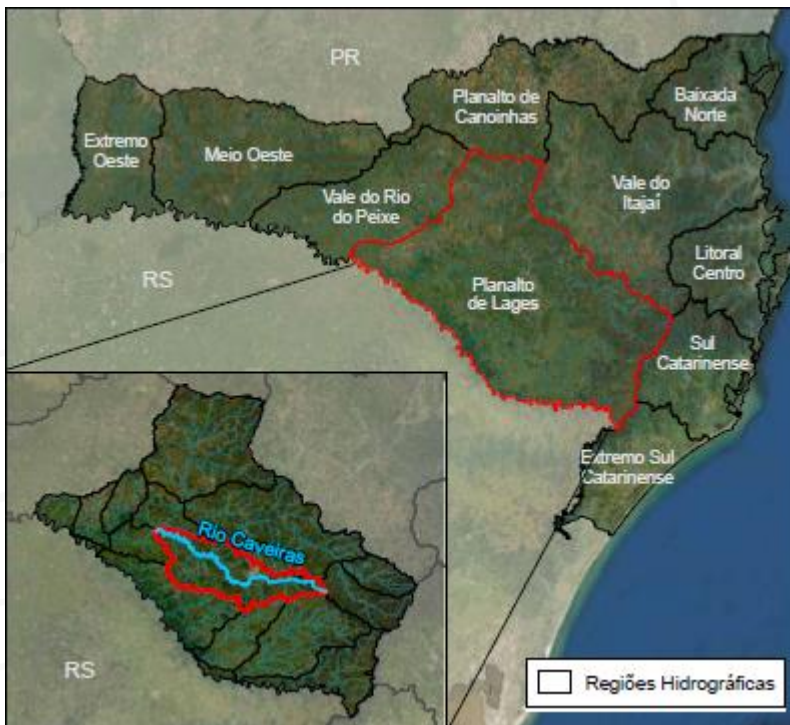 PR
Planalto de
Canoinhas
Baixada
Norte
Extremo
Oeste
Meio Oeste
Vale do Rio
do Peixe
Vale do
Itajaí
RS
Planalto
de Lages
Litoral
Centro
Sul
Catarinense
Extremo Sul
Catarinense
Rio Caveiras
RS
Regiões Hidrográficas